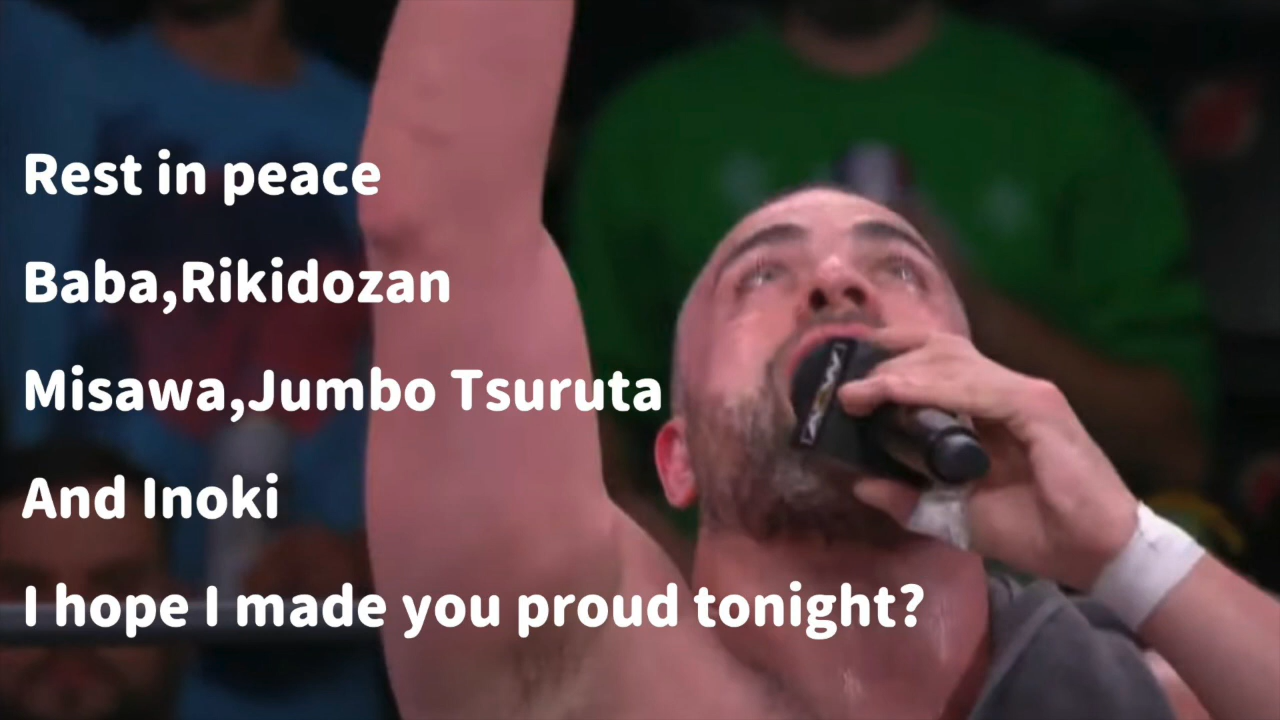 Rest in peace
Baba,Rikidozan
Misawa,Jumbo Tsuruta
And Inoki
I hope I made you proud tonight?